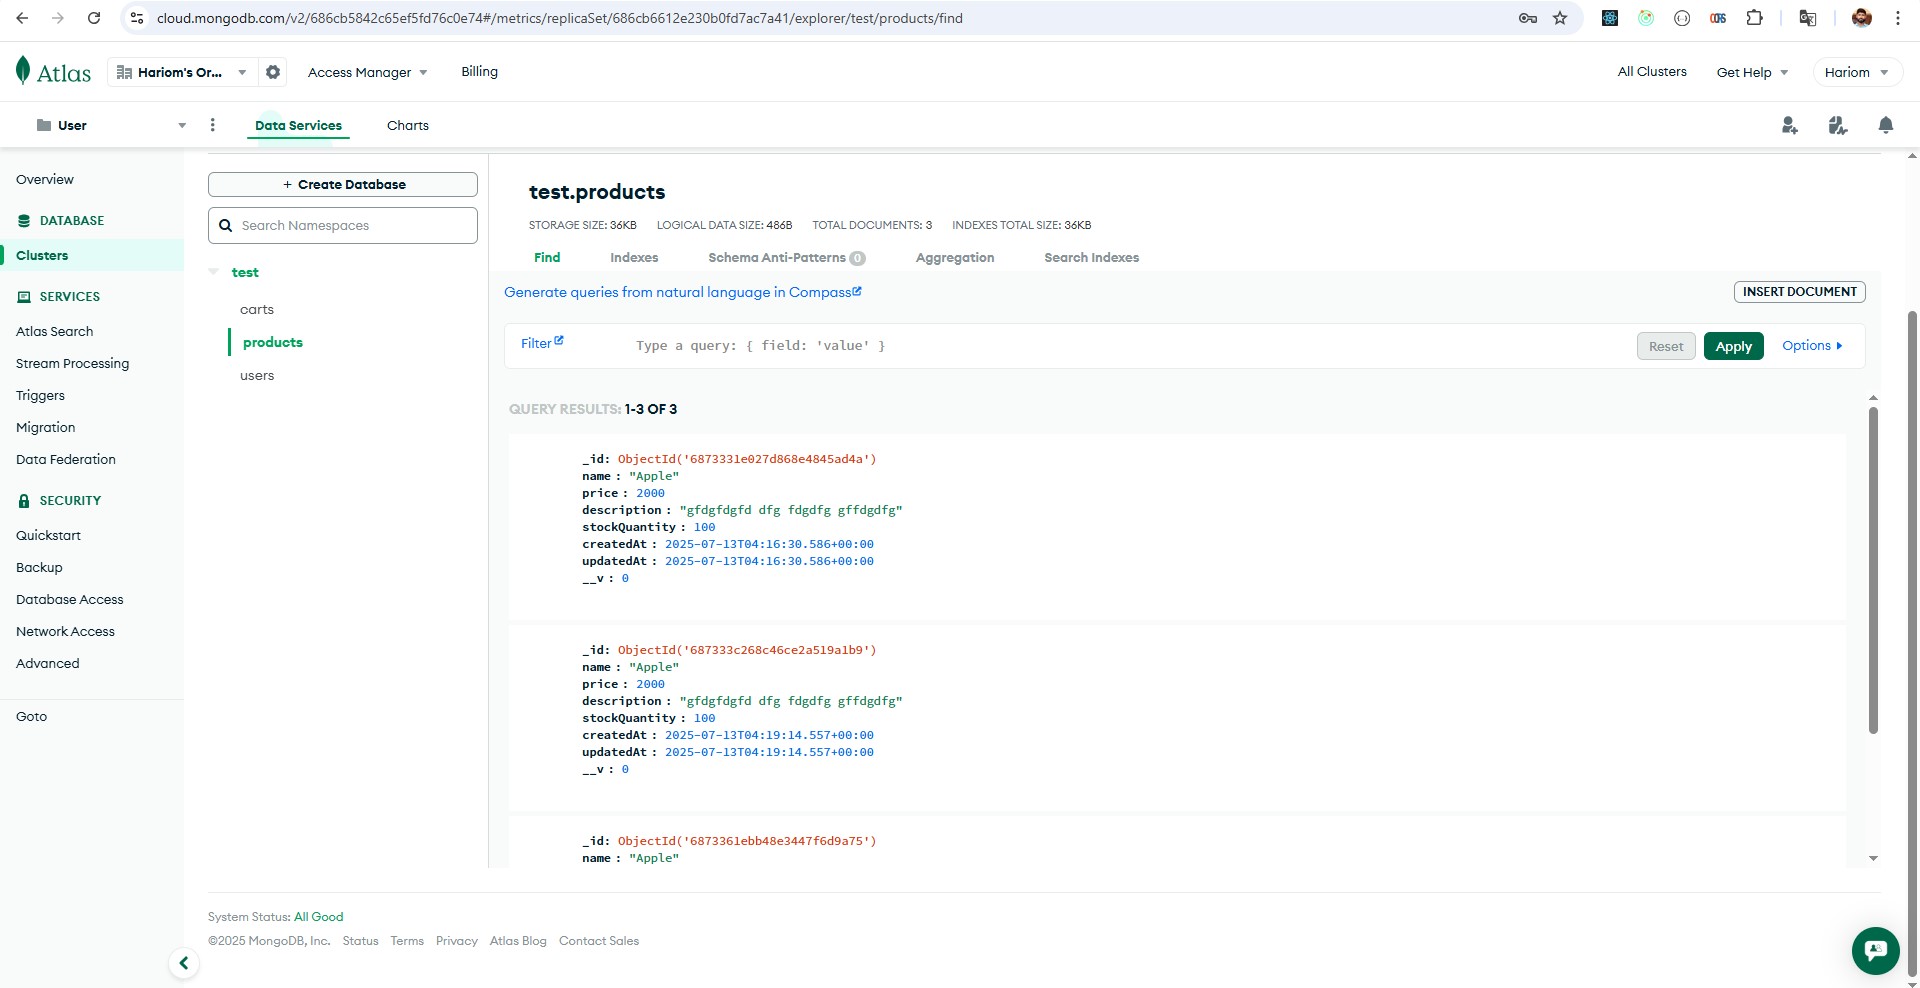 cloud.mongodb.com/v2/686cb5842c65ef5fd76c0e74#/metrics/replicaSet/686cb6612e230b0fd7ac7a41/explorer/test/products/find
Atlas
Hariom's Or...
Access Manager
Billing
All Clusters
Get Help
Hariom
User
Data Services
Charts
Overview
DATABASE
Clusters
SERVICES
Atlas Search
Stream Processing
Triggers
Migration
Data Federation
SECURITY
Quickstart
Backup
Database Access
Network Access
Advanced
Goto
+ Create Database
Search Namespaces
test
carts
products
users
test.products
STORAGE SIZE: 36KB LOGICAL DATA SIZE: 486B TOTAL DOCUMENTS: 3 INDEXES TOTAL SIZE: 36KB
Find Indexes Schema Anti-Patterns 0 Aggregation Search Indexes
Generate queries from natural language in Compass
INSERT DOCUMENT
Filter
Type a query: { field: 'value' }
Reset
Apply
Options
QUERY RESULTS: 1-3 OF 3
_id: ObjectId('6873331e027d868e4845ad4a')
name : "Apple"
price : 2000
description : "gfdgfdgfd dfg fdgdfg gffdgdfg"
stockQuantity : 100
createdAt : 2025-07-13T04:16:30.586+00:00
updatedAt : 2025-07-13T04:16:30.586+00:00
__v : 0
_id: ObjectId('687333c268c46ce2a519a1b9')
name : "Apple"
price : 2000
description : "gfdgfdgfd dfg fdgdfg gffdgdfg"
stockQuantity : 100
createdAt : 2025-07-13T04:19:14.557+00:00
updatedAt : 2025-07-13T04:19:14.557+00:00
__v : 0
_id: ObjectId('6873361ebb48e3447f6d9a75')
name : "Apple"
System Status: All Good
©2025 MongoDB, Inc. Status Terms Privacy Atlas Blog Contact Sales